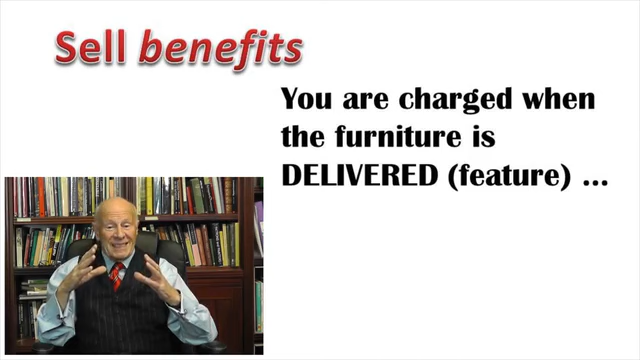 Sell benefits
You are charged when
the furniture is
DELIVERED (feature) ...